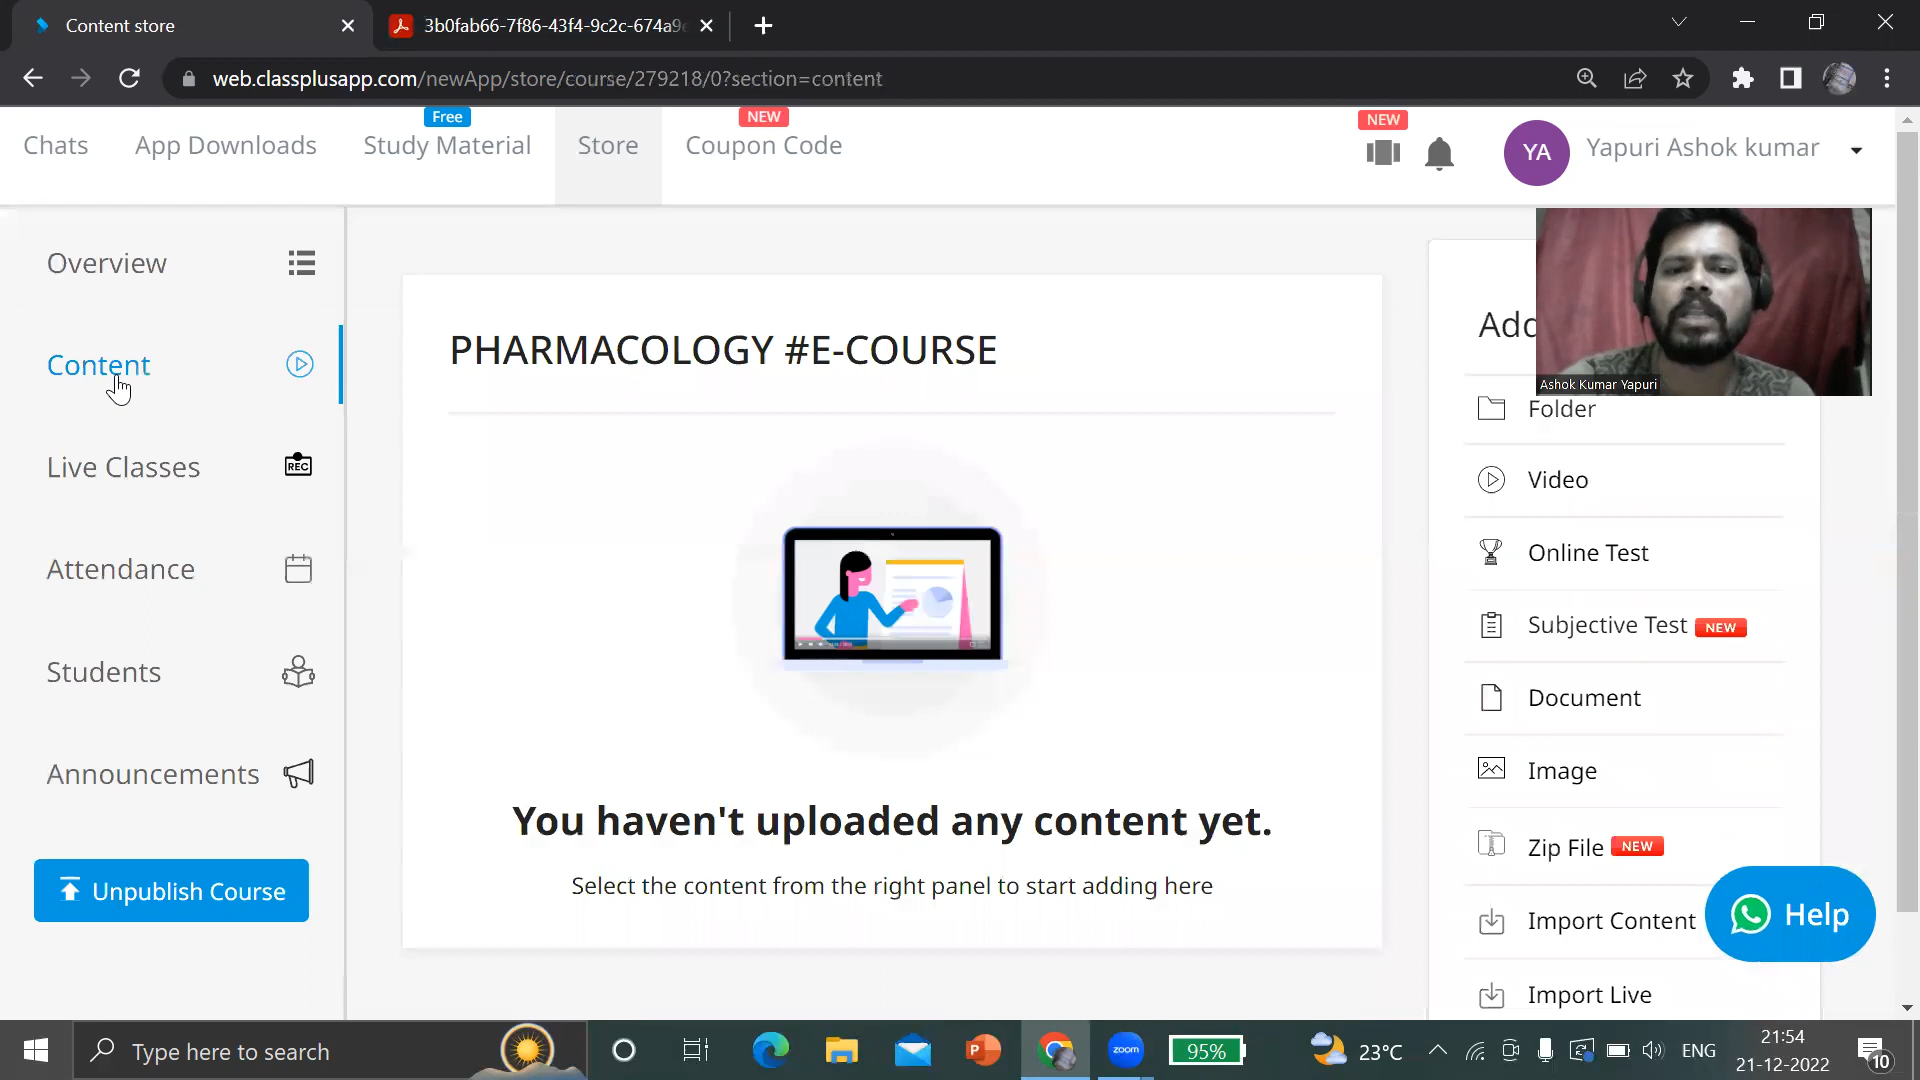 Content store
3b0fab66-7f86-43f4-9c2c-674a9
web.classplusapp.com/newApp/store/course/279218/0?section=content
Free
NEW
NEW
Chats
App Downloads
Study Material
Store
Coupon Code
YA
Yapuri Ashok kumar
Overview
Content
Live Classes
REC
Attendance
Students
Announcements
Unpublish Course
PHARMACOLOGY #E-COURSE
You haven't uploaded any content yet.
Select the content from the right panel to start adding here
Ashok Kumar Yapuri
Folder
Video
Online Test
Subjective Test NEW
Document
Image
Zip File NEW
Import Content
Import Live
Help
Type here to search
zoom
95%
23°C
ENG
21:54
21-12-2022
10